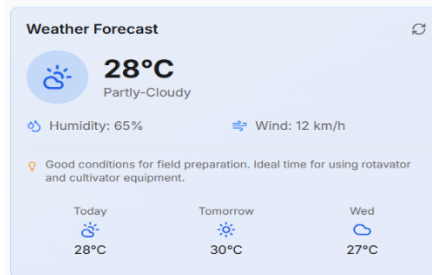 Weather Forecast
28°C
Partly-Cloudy
Humidity: 65%
Wind: 12 km/h
Good conditions for field preparation. Ideal time for using rotavator
and cultivator equipment.
Today
Tomorrow
Wed
28°C
30°C
27°C